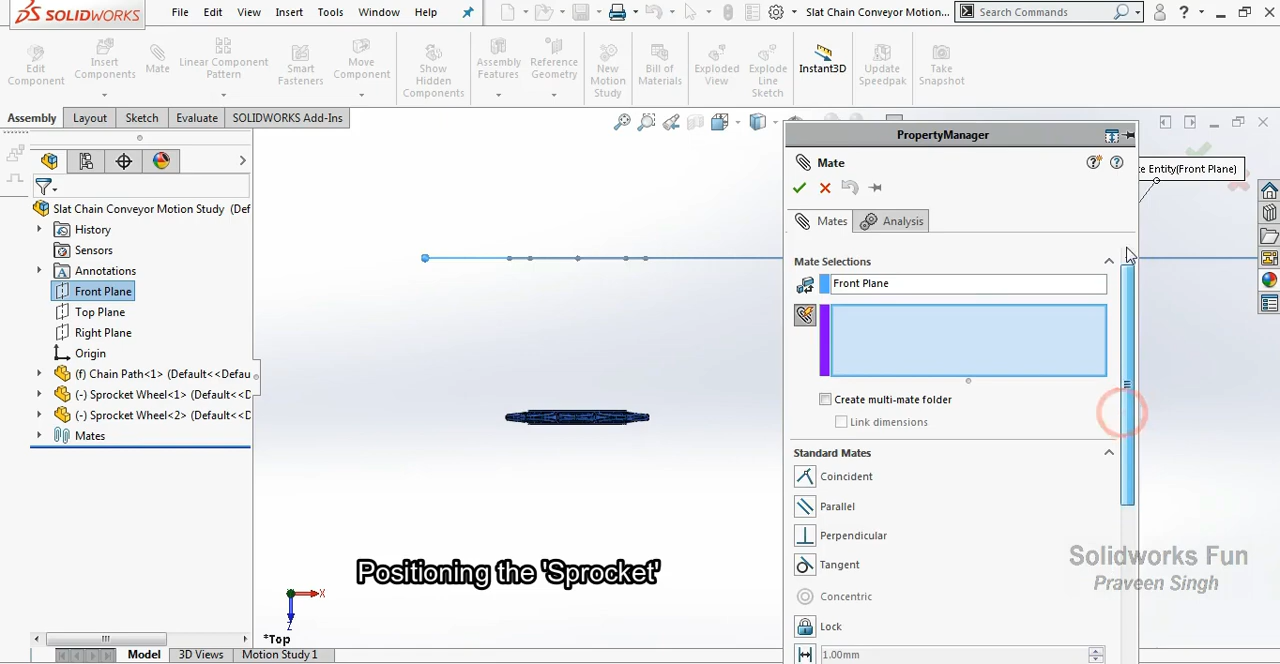 SOLIDWORKS
File Edit View Insert Tools Window Help
Slat Chain Conveyor Motion...
Search Commands
Edit Component
Insert Components
Mate
Linear Component Pattern
Smart Fasteners
Move Component
Show Hidden Components
Assembly Features
Reference Geometry
New Motion Study
Bill of Materials
Exploded View
Explode Line Sketch
Instant3D
Update Speedpak
Take Snapshot
Assembly Layout Sketch Evaluate SOLIDWORKS Add-Ins
Slat Chain Conveyor Motion Study (Def
History
Sensors
Annotations
Front Plane
Top Plane
Right Plane
Origin
(f) Chain Path<1> (Default<<Defau
(-) Sprocket Wheel<1> (Default<<D
(-) Sprocket Wheel<2> (Default<<D
Mates
PropertyManager
Mate
Mates Analysis
Mate Selections
Front Plane
Create multi-mate folder
Link dimensions
Standard Mates
Coincident
Parallel
Perpendicular
Tangent
Concentric
Lock
1.00mm
te Entity(Front Plane)
Positioning the 'Sprocket'
Solidworks Fun
Praveen Singh
X
Z
*Top
Model 3D Views Motion Study 1